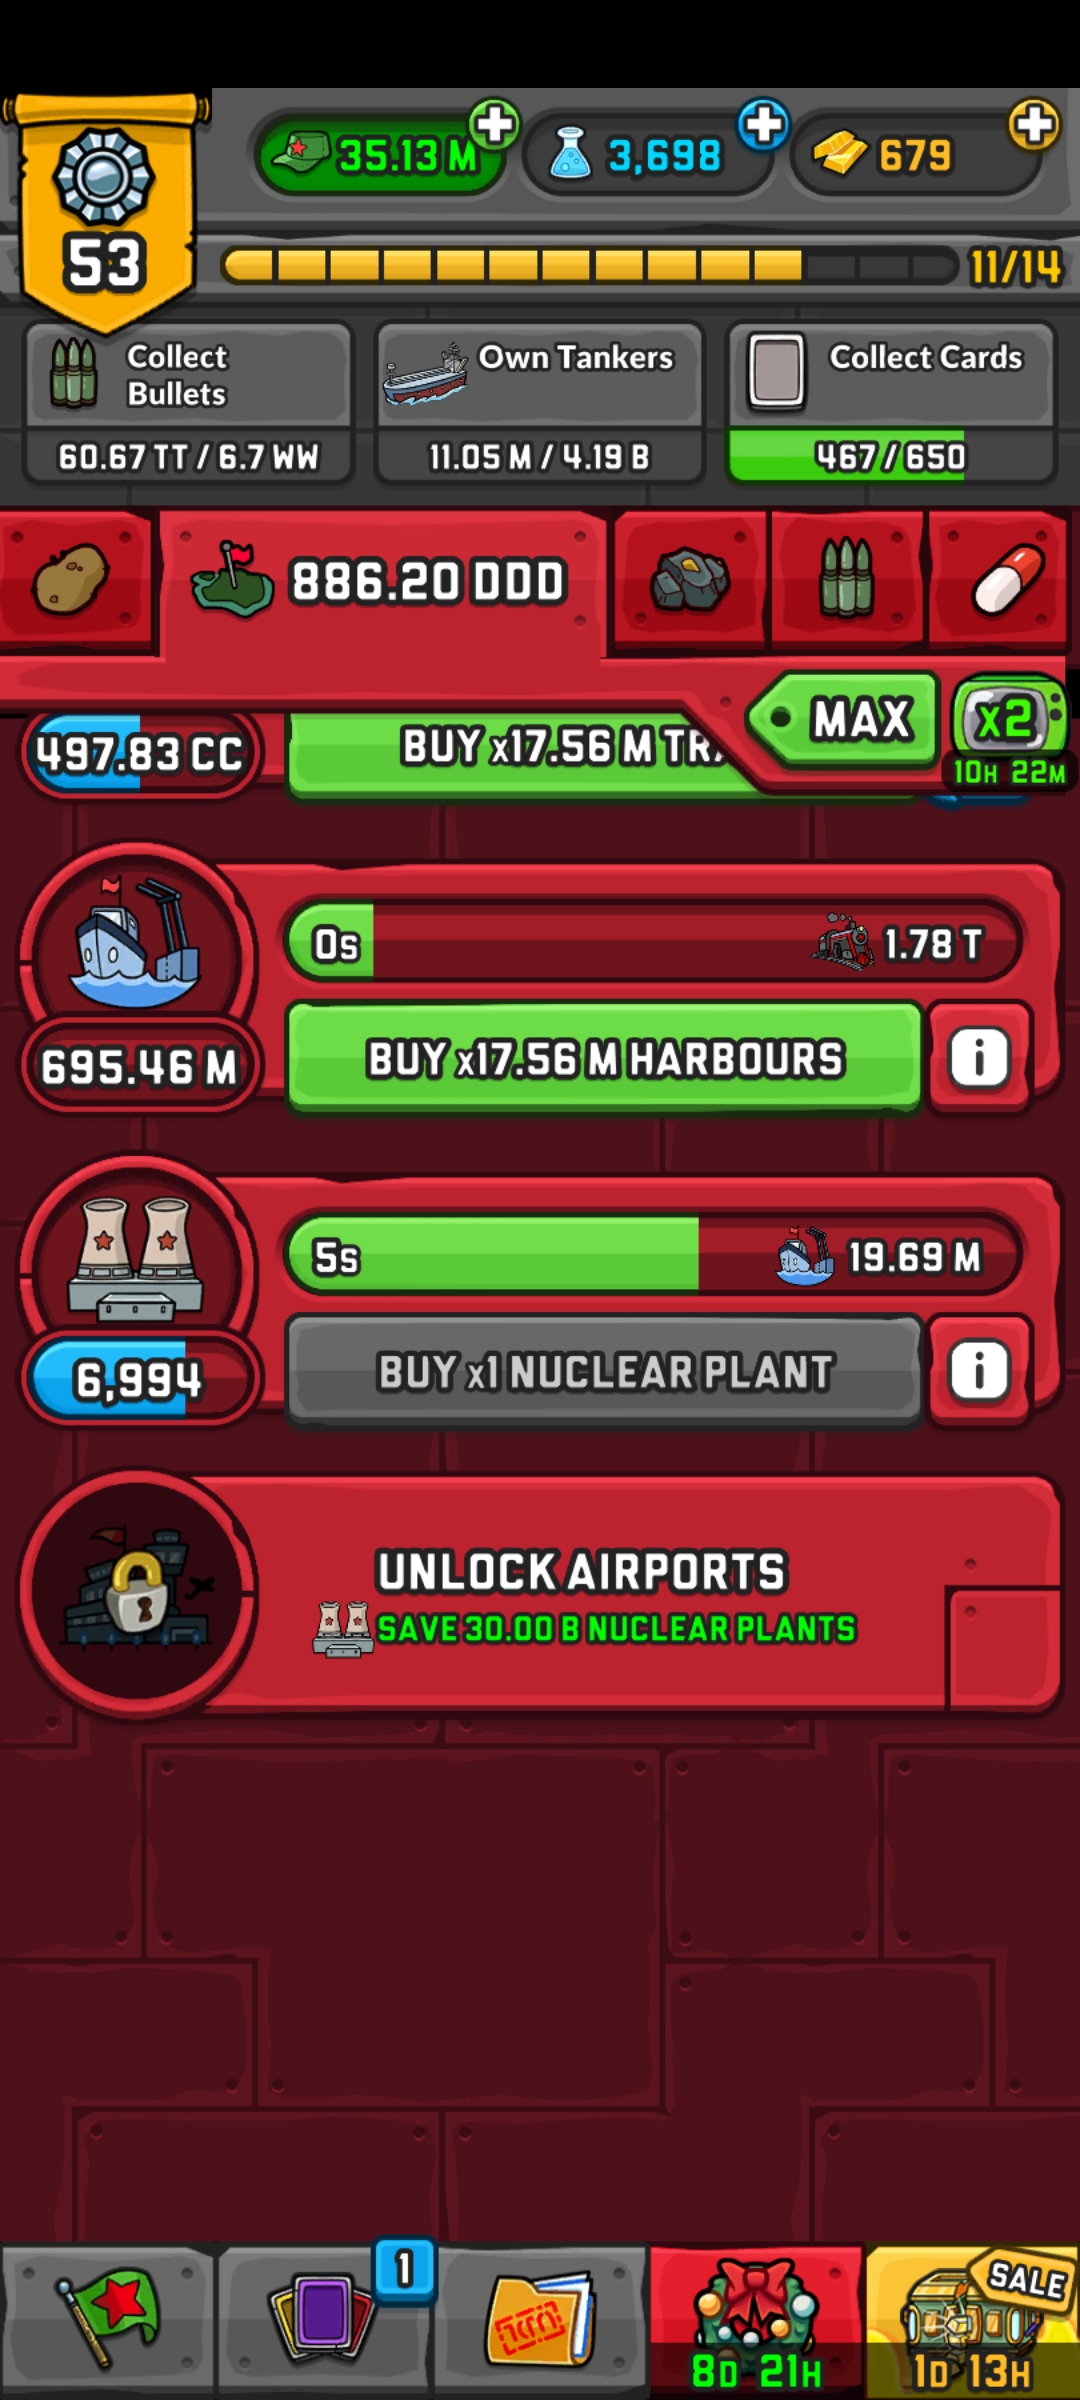 35.13 M
3,698
679
53
11/14
Collect
Bullets
60.67 TT / 6.7 WW
Own Tankers
11.05 M / 4.19 B
Collect Cards
467 / 650
886.20 DDD
MAX
x2
10H 22M
497.83 CC
BUY x17.56 M
0s
1.78 T
695.46 M
BUY x17.56 M HARBOURS
i
5s
19.69 M
6,994
BUY x1 NUCLEAR PLANT
i
UNLOCK AIRPORTS
SAVE 30.00 B NUCLEAR PLANTS
1
8D 21H
SALE
1D 13H